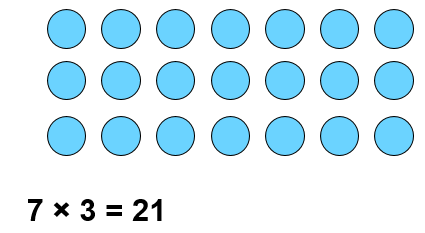 7 × 3 = 21